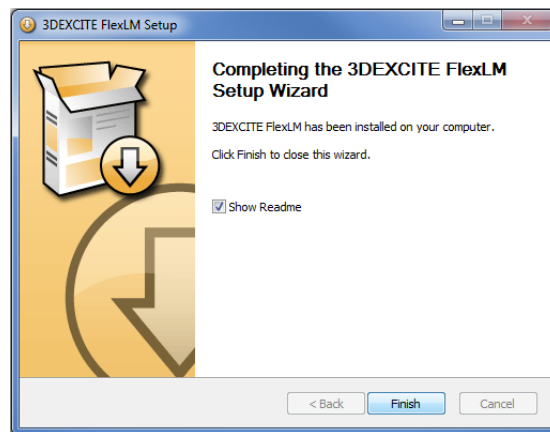 3DEXCITE FlexLM Setup
Completing the 3DEXCITE FlexLM
Setup Wizard
3DEXCITE FlexLM has been installed on your computer.
Click Finish to close this wizard.
Show Readme
< Back
Finish
Cancel